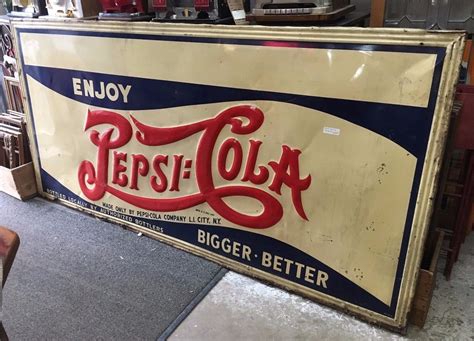 ENJOY
PEPSI:COLA
MADE ONLY BY PEPSI-COLA COMPANY L.I. CITY, N.Y.
BOTTLED LOCALLY BY AUTHORIZED BOTTLERS
BIGGER · BETTER